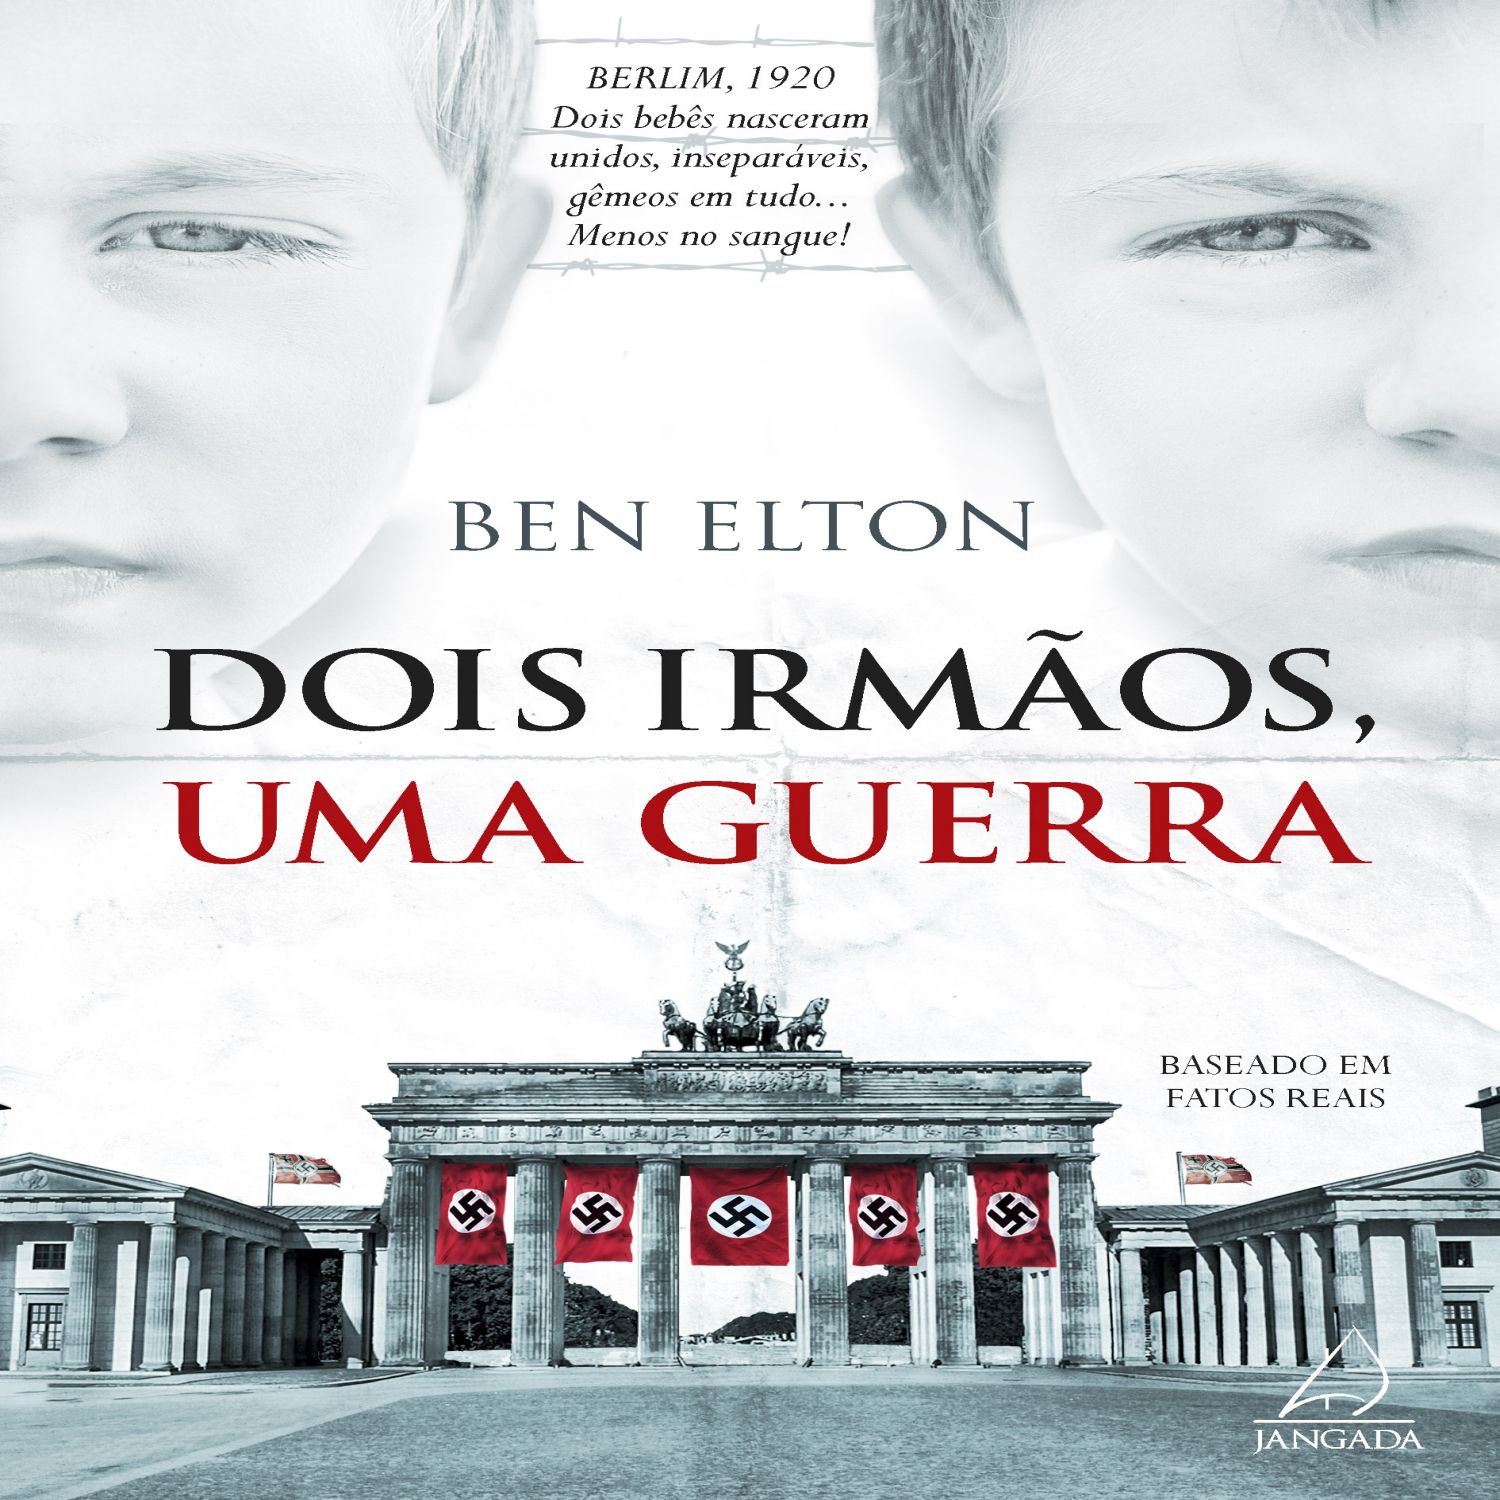 BERLIM, 1920
Dois bebês nasceram
unidos, inseparáveis,
gêmeos em tudo...
Menos no sangue!
BEN ELTON
DOIS IRMÃOS,
UMA GUERRA
BASEADO EM
FATOS REAIS
JANGADA